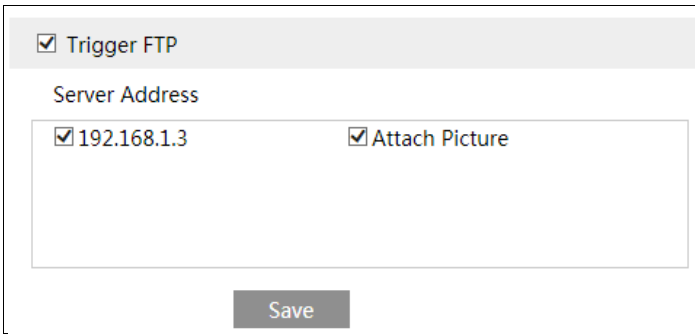 Trigger FTP
Server Address
192.168.1.3 Attach Picture
Save